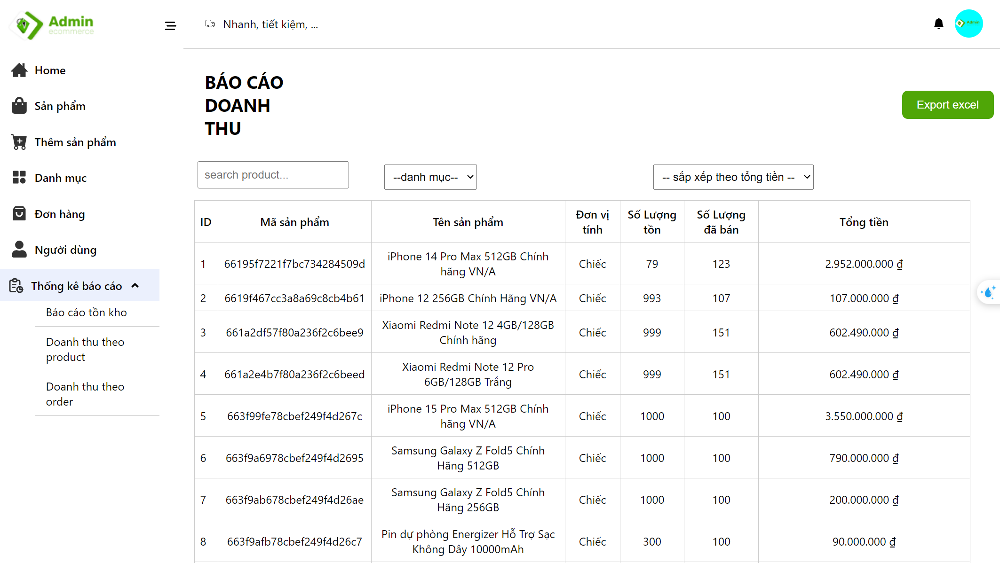 Admin
ecommerce
Nhanh, tiết kiệm, ...
Admin
Home
Sản phẩm
Thêm sản phẩm
Danh mục
Đơn hàng
Người dùng
Thống kê báo cáo
Báo cáo tồn kho
Doanh thu theo
product
Doanh thu theo
order
BÁO CÁO
DOANH
THU
Export excel
search product...
--danh mục--
-- sắp xếp theo tổng tiền --
ID Mã sản phẩm Tên sản phẩm Đơn vị tính Số Lượng tồn Số Lượng đã bán Tổng tiền
1 66195f7221f7bc734284509d iPhone 14 Pro Max 512GB Chính hãng VN/A Chiếc 79 123 2.952.000.000 ₫
2 6619f467cc3a8a69c8cb4b61 iPhone 12 256GB Chính Hãng VN/A Chiếc 993 107 107.000.000 ₫
3 661a2df57f80a236f2c6bee9 Xiaomi Redmi Note 12 4GB/128GB Chính hãng Chiếc 999 151 602.490.000 ₫
4 661a2e4b7f80a236f2c6beed Xiaomi Redmi Note 12 Pro 6GB/128GB Trắng Chiếc 999 151 602.490.000 ₫
5 663f99fe78cbef249f4d267c iPhone 15 Pro Max 512GB Chính hãng VN/A Chiếc 1000 100 3.550.000.000 ₫
6 663f9a6978cbef249f4d2695 Samsung Galaxy Z Fold5 Chính Hãng 512GB Chiếc 1000 100 790.000.000 ₫
7 663f9ab678cbef249f4d26ae Samsung Galaxy Z Fold5 Chính Hãng 256GB Chiếc 1000 100 200.000.000 ₫
8 663f9afb78cbef249f4d26c7 Pin dự phòng Energizer Hỗ Trợ Sạc Không Dây 10000mAh Chiếc 300 100 90.000.000 ₫